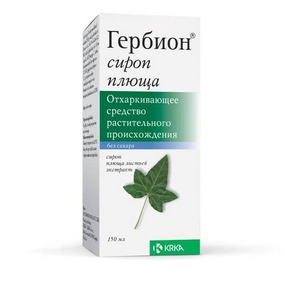 Гербион®
сироп
плюща
Отхаркивающее
средство
растительного
происхождения
без сахара
сироп
плюща листьев
экстракт
150 мл
KRKA